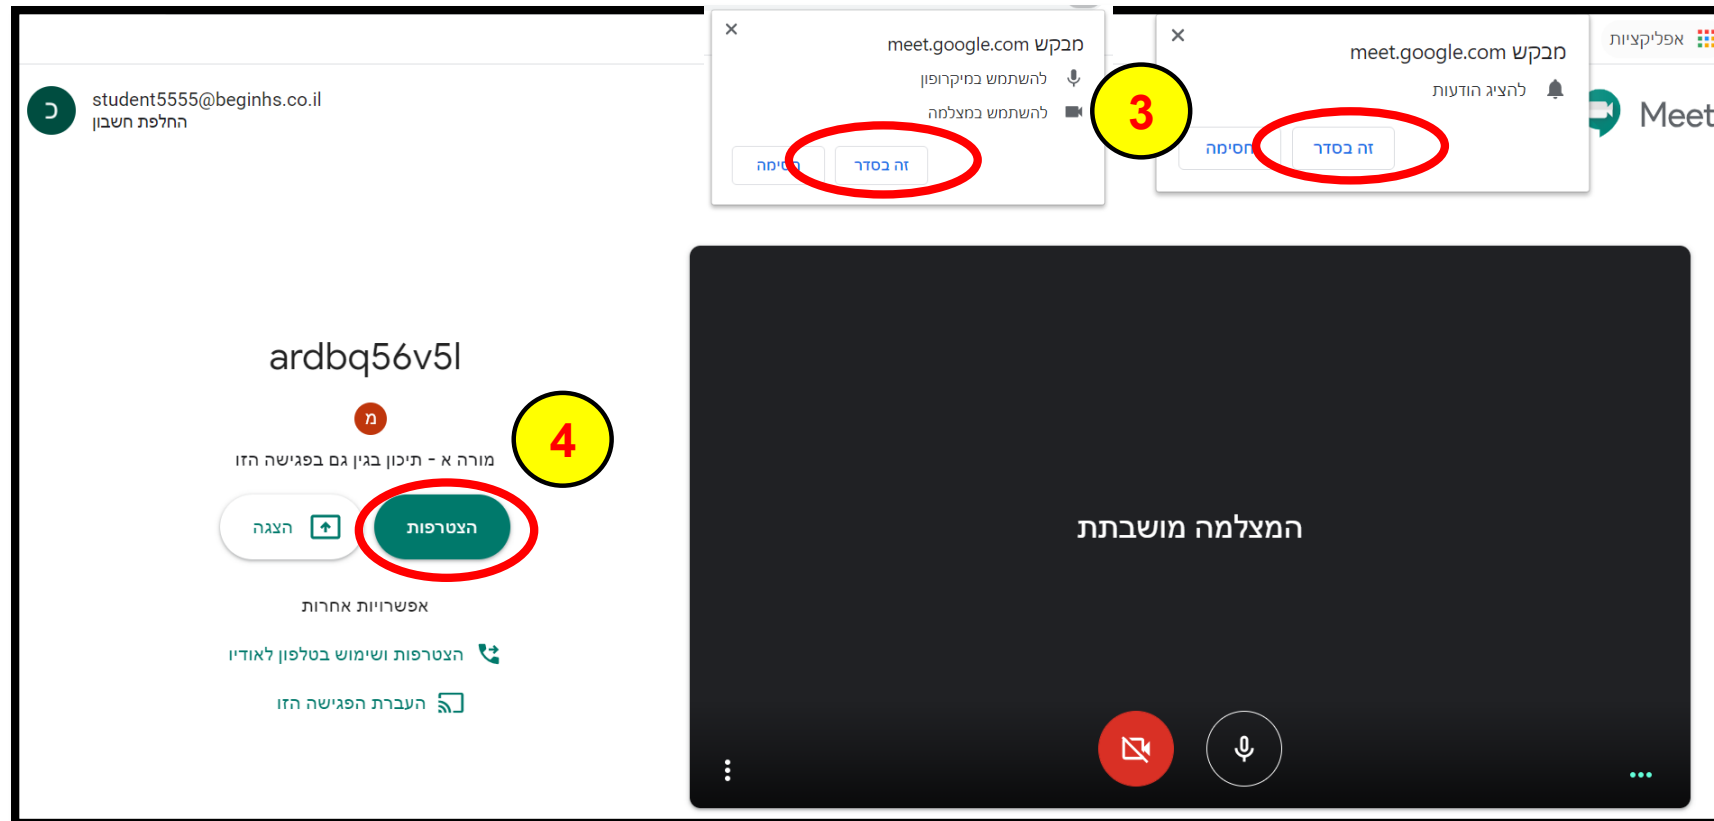 אפליקציות
Meet
meet.google.com מבקש
להציג הודעות
זה בסדר
חסימה
3
meet.google.com מבקש
להשתמש במיקרופון
להשתמש במצלמה
זה בסדר
חסימה
כ
student5555@beginhs.co.il
החלפת חשבון
המצלמה מושבתת
ardbq56v5l
מ
4
מורה א - תיכון בגין גם בפגישה הזו
הצטרפות
הצגה
אפשרויות אחרות
הצטרפות ושימוש בטלפון לאודיו
העברת הפגישה הזו